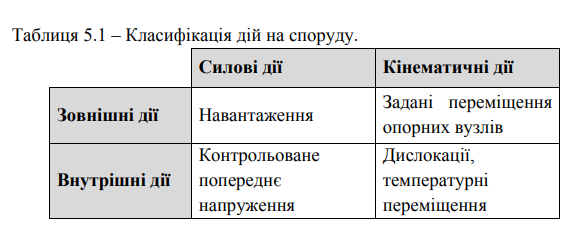 Таблиця 5.1 – Класифікація дій на споруду.
Силові дії
Кінематичні дії
Зовнішні дії
Навантаження
Задані переміщення
опорних вузлів
Внутрішні дії
Контрольоване
попереднє
напруження
Дислокації,
температурні
переміщення